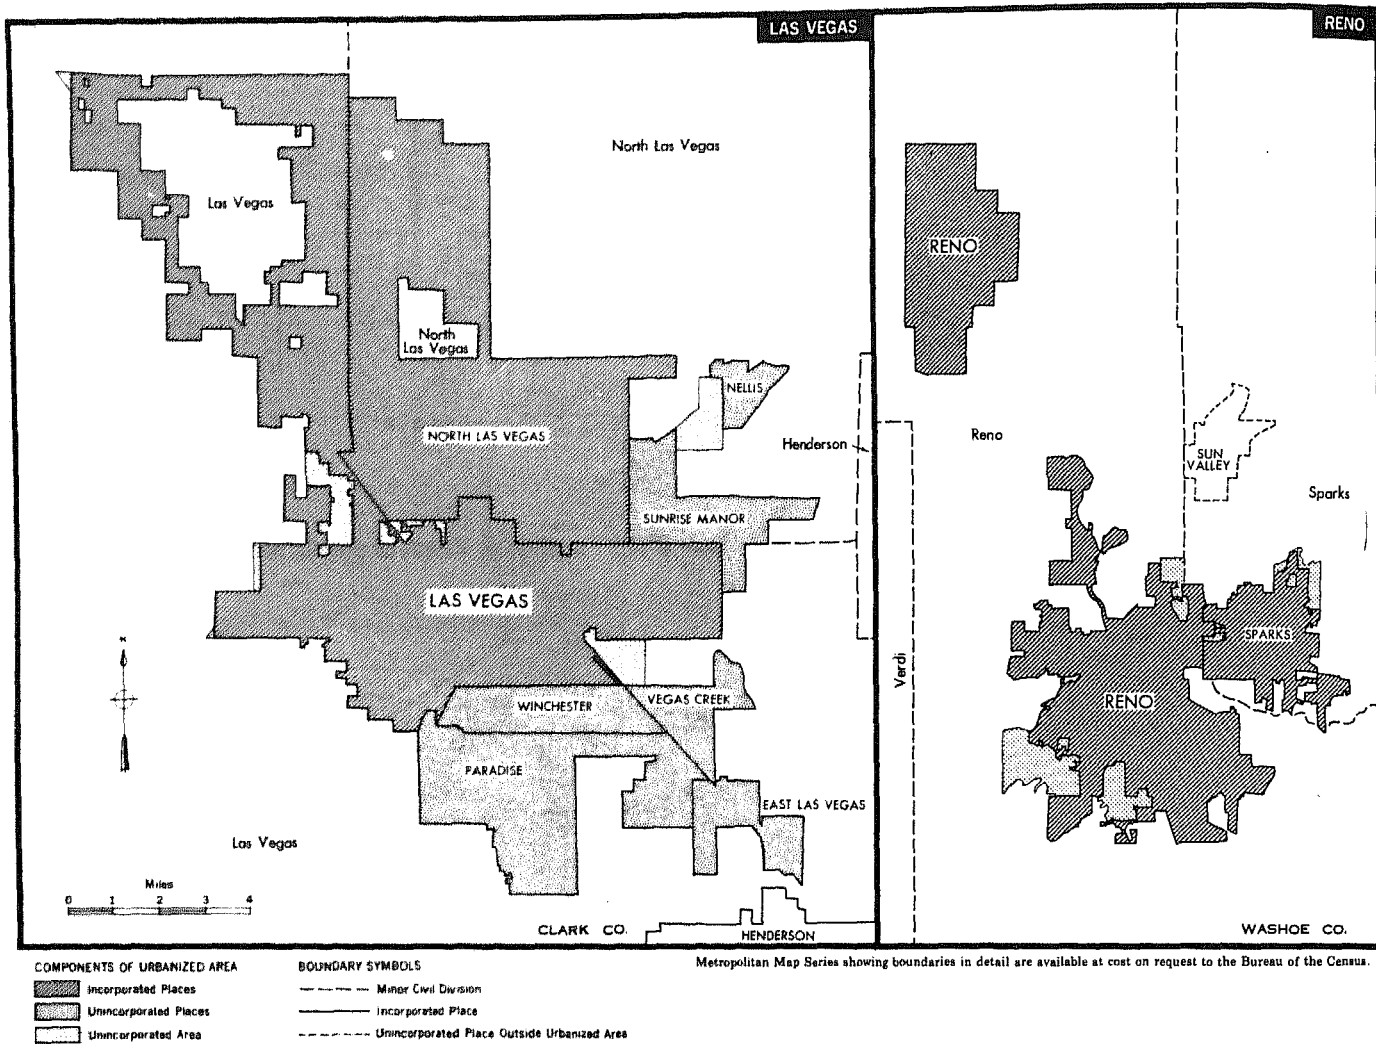 LAS VEGAS
RENO
North Las Vegas
Las Vegas
RENO
North
Las Vegas
NELLIS
NORTH LAS VEGAS
Henderson
Reno
SUN
VALLEY
Sparks
SUNRISE MANOR
LAS VEGAS
SPARKS
Verdi
RENO
WINCHESTER
VEGAS CREEK
PARADISE
EAST LAS VEGAS
Las Vegas
Miles
0 1 2 3 4
CLARK CO.
HENDERSON
WASHOE CO.
COMPONENTS OF URBANIZED AREA
Incorporated Places
Unincorporated Places
Unincorporated Area
BOUNDARY SYMBOLS
Minor Civil Division
Incorporated Place
Unincorporated Place Outside Urbanized Area
Metropolitan Map Series showing boundaries in detail are available at cost on request to the Bureau of the Census.